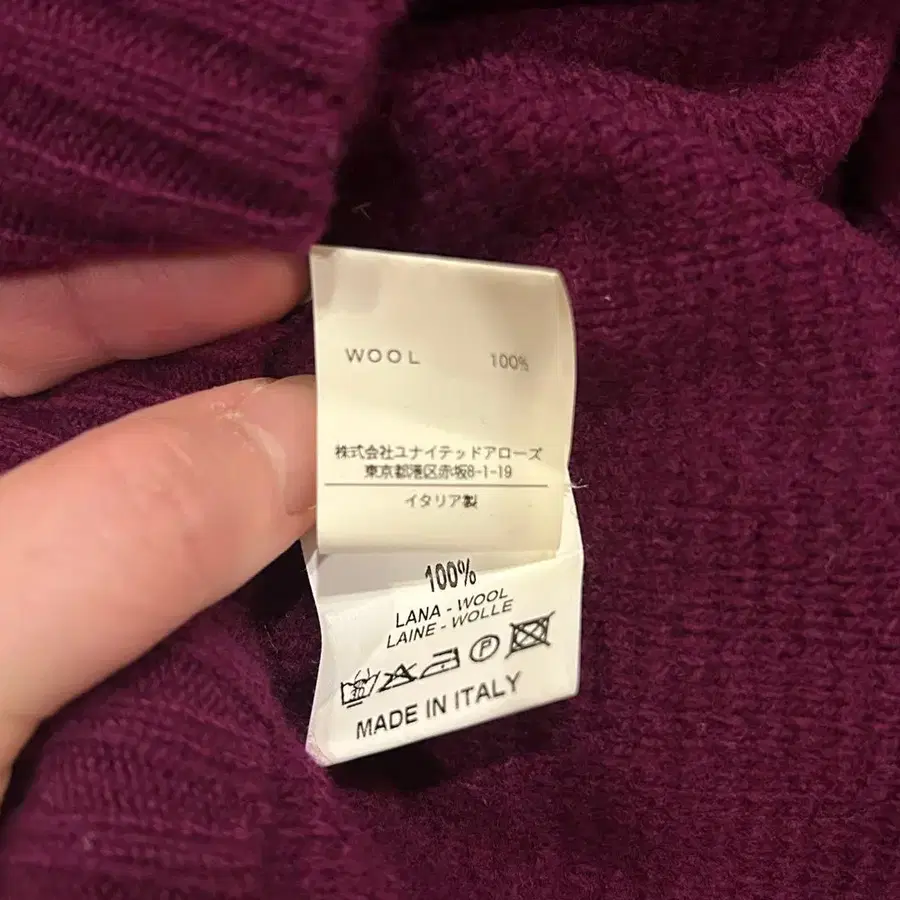 WOOL 100%
株式会社ユナイテッドアローズ
東京都港区赤坂8-1-19
イタリア製
100%
LANA - WOOL
LAINE - WOLLE
30 P
MADE IN ITALY